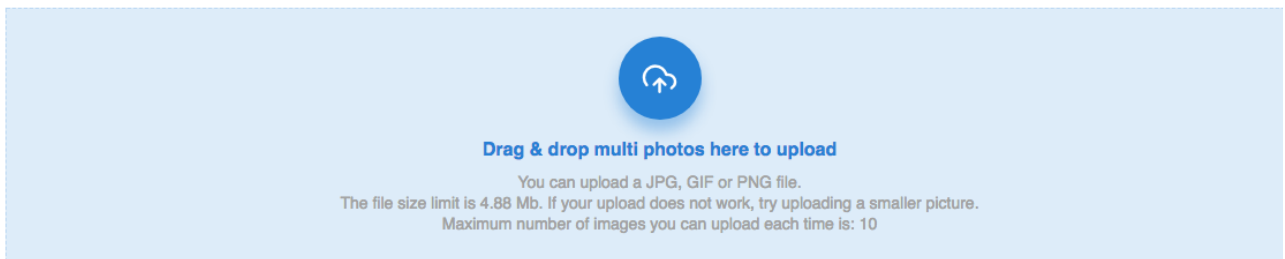 Drag & drop multi photos here to upload
You can upload a JPG, GIF or PNG file.
The file size limit is 4.88 Mb. If your upload does not work, try uploading a smaller picture.
Maximum number of images you can upload each time is: 10